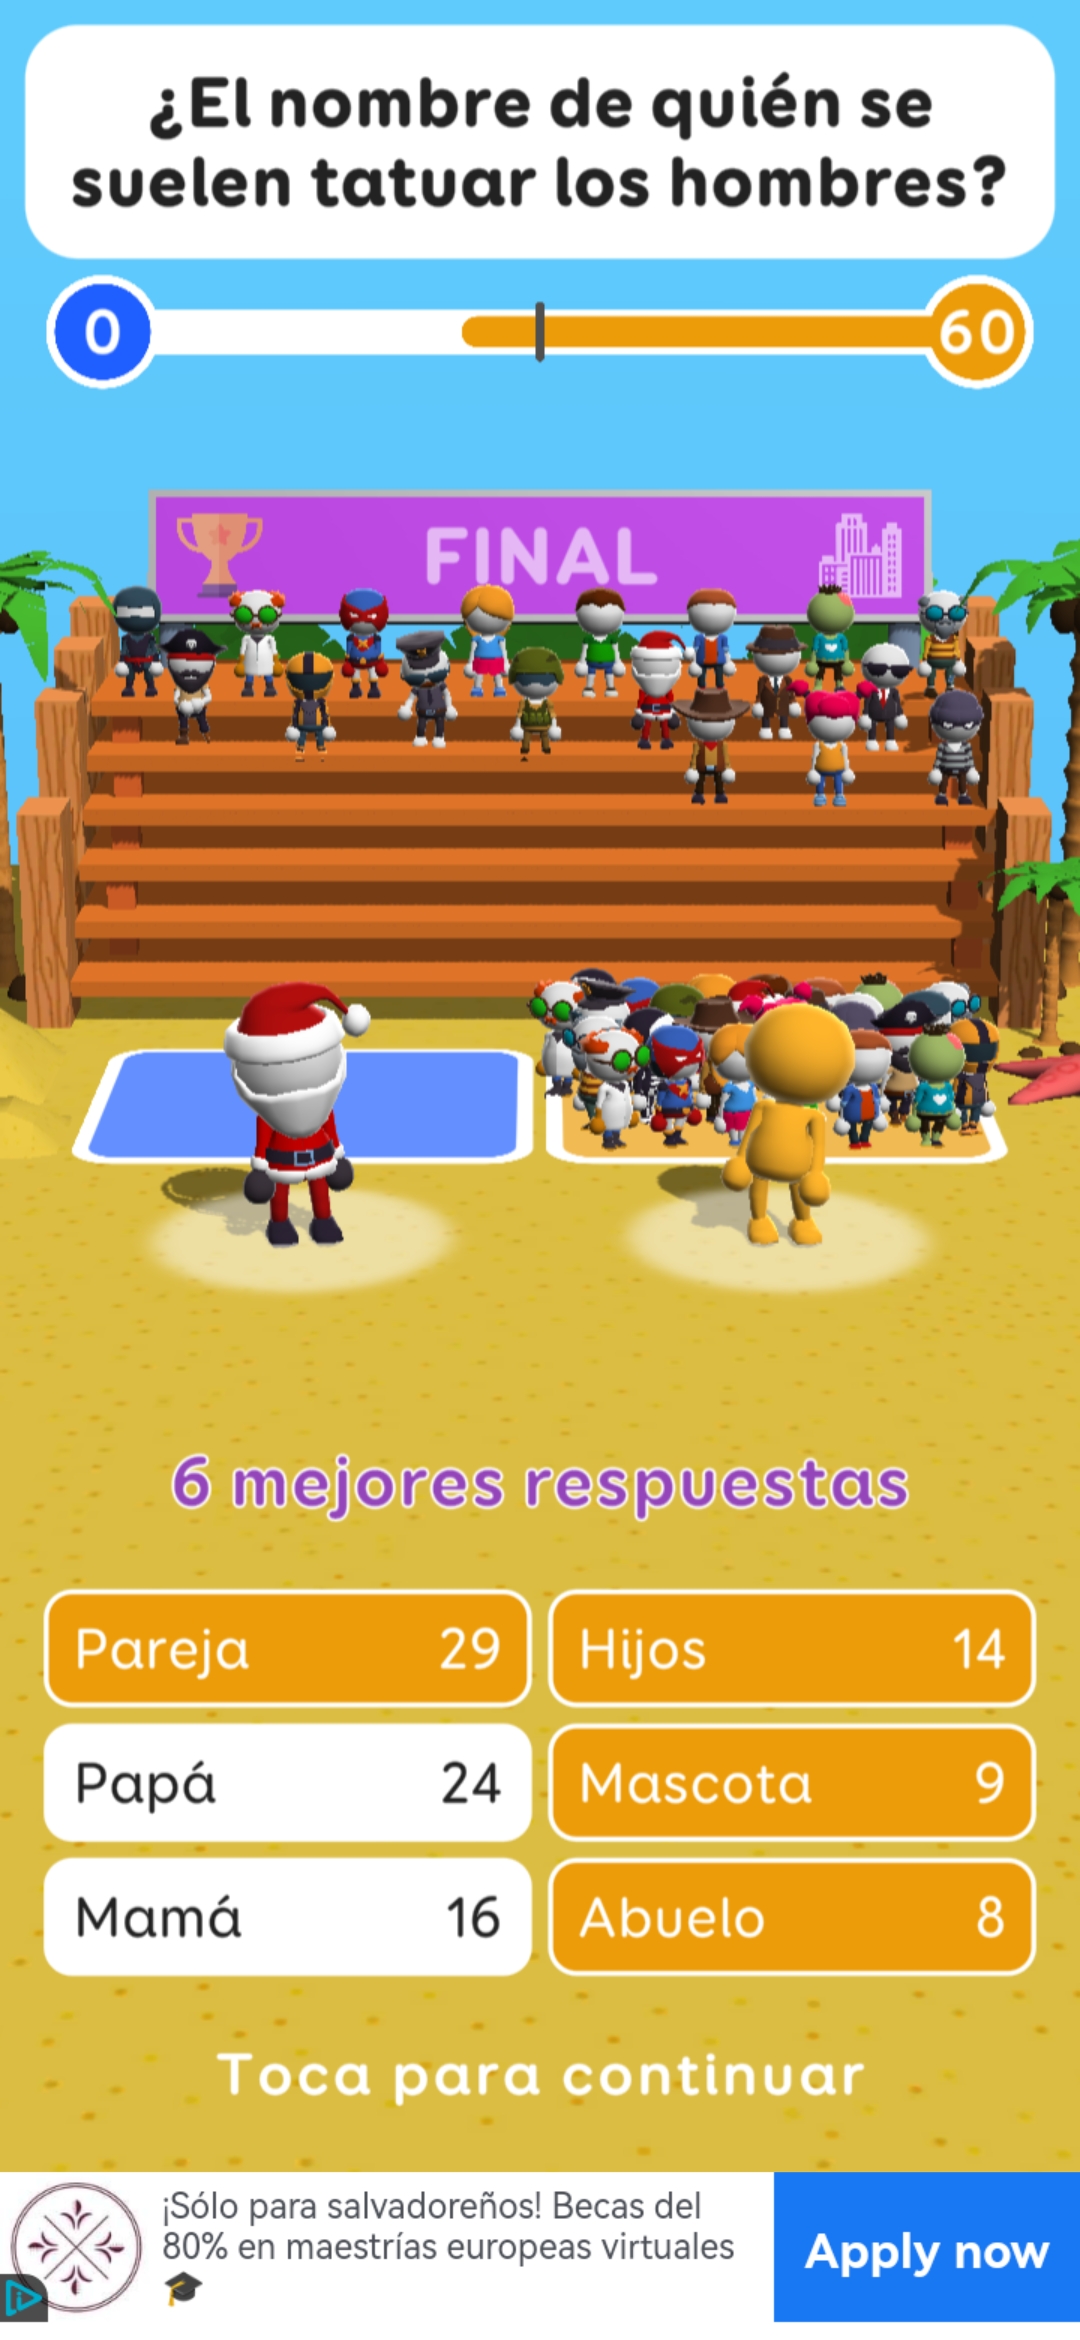 ¿El nombre de quién se
suelen tatuar los hombres?
0
60
FINAL
6 mejores respuestas
Pareja 29
Hijos 14
Papá 24
Mascota 9
Mamá 16
Abuelo 8
Toca para continuar
¡Sólo para salvadoreños! Becas del
80% en maestrías europeas virtuales
🎓
Apply now